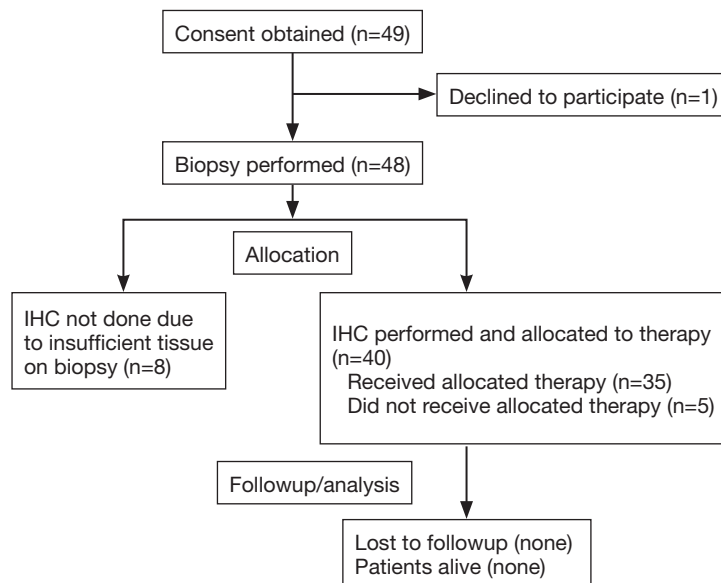 Consent obtained (n=49)
Declined to participate (n=1)
Biopsy performed (n=48)
Allocation
IHC not done due
to insufficient tissue
on biopsy (n=8)
IHC performed and allocated to therapy
(n=40)
Received allocated therapy (n=35)
Did not receive allocated therapy (n=5)
Followup/analysis
Lost to followup (none)
Patients alive (none)